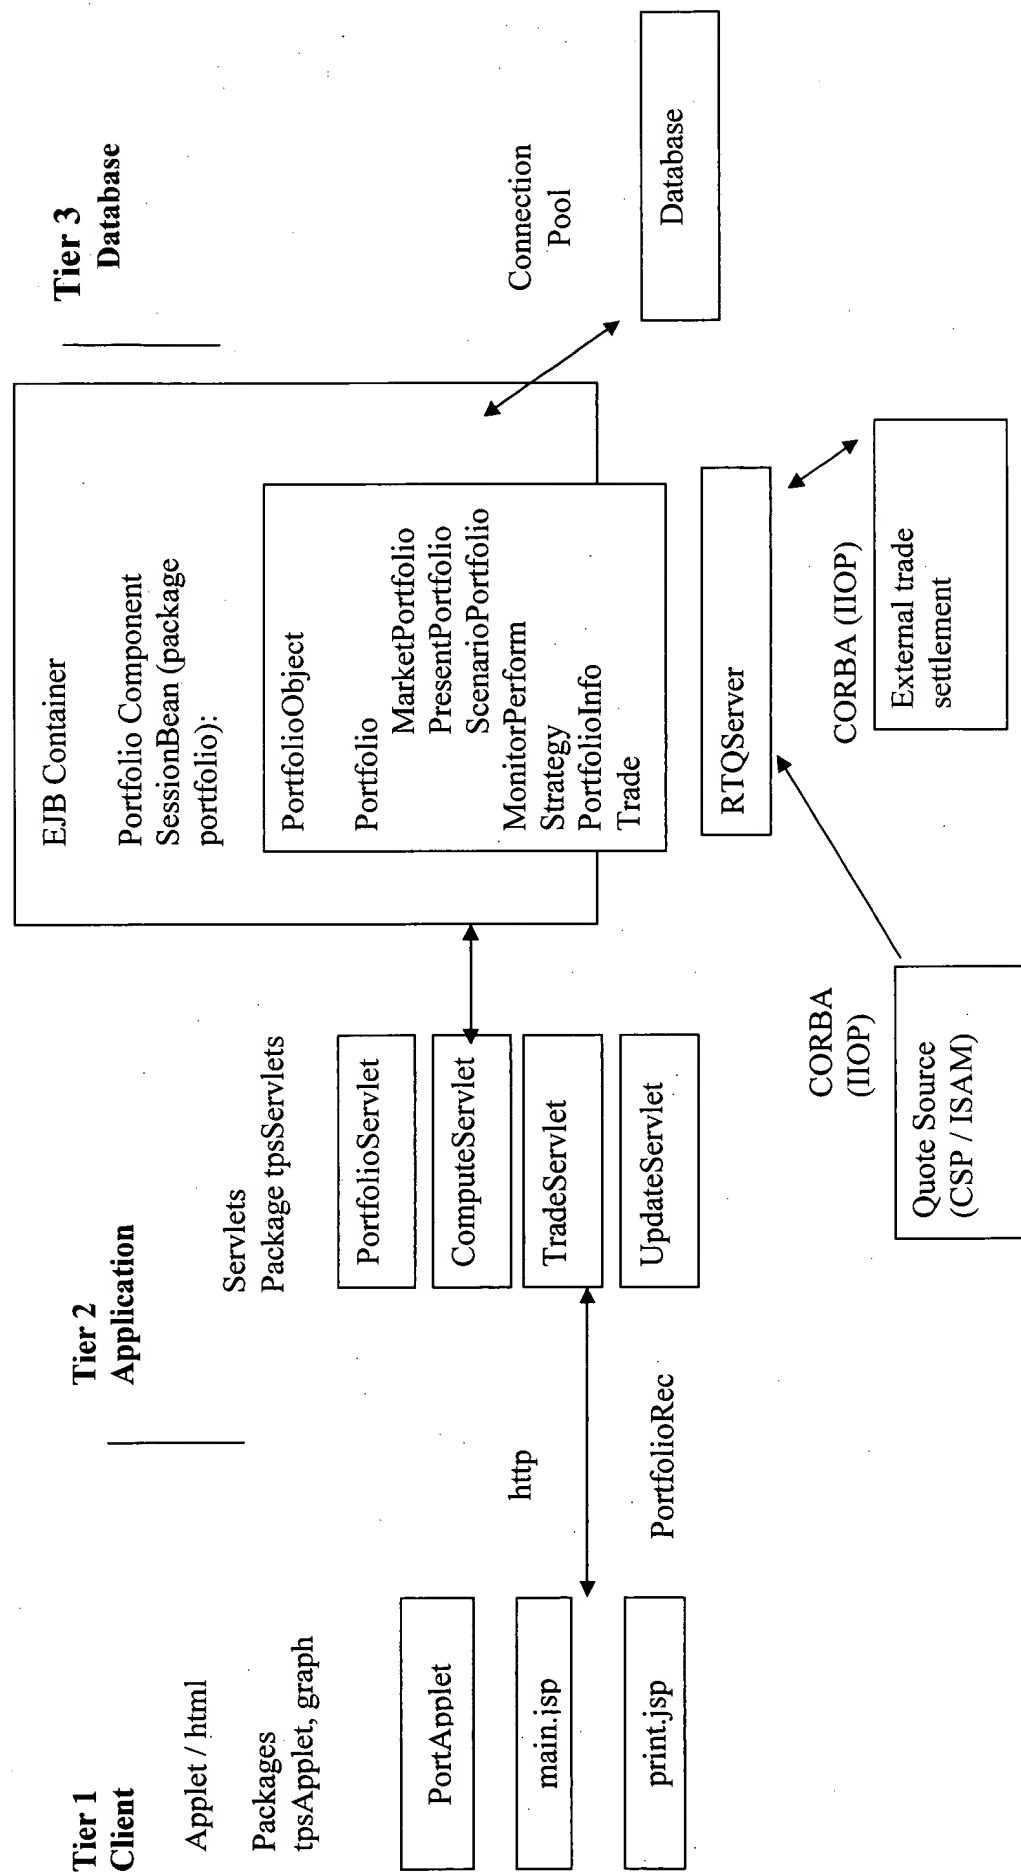 Tier 1
Client
Applet / html
Packages
tpsApplet, graph
PortApplet
main.jsp
print.jsp
http
PortfolioRec
Tier 2
Application
Servlets
Package tpsServlets
PortfolioServlet
ComputeServlet
TradeServlet
UpdateServlet
CORBA
(IIOP)
Quote Source
(CSP / ISAM)
EJB Container
Portfolio Component
SessionBean (package
portfolio):
PortfolioObject
Portfolio
MarketPortfolio
PresentPortfolio
ScenarioPortfolio
MonitorPerform
Strategy
PortfolioInfo
Trade
RTQServer
CORBA (IIOP)
External trade
settlement
Tier 3
Database
Connection
Pool
Database